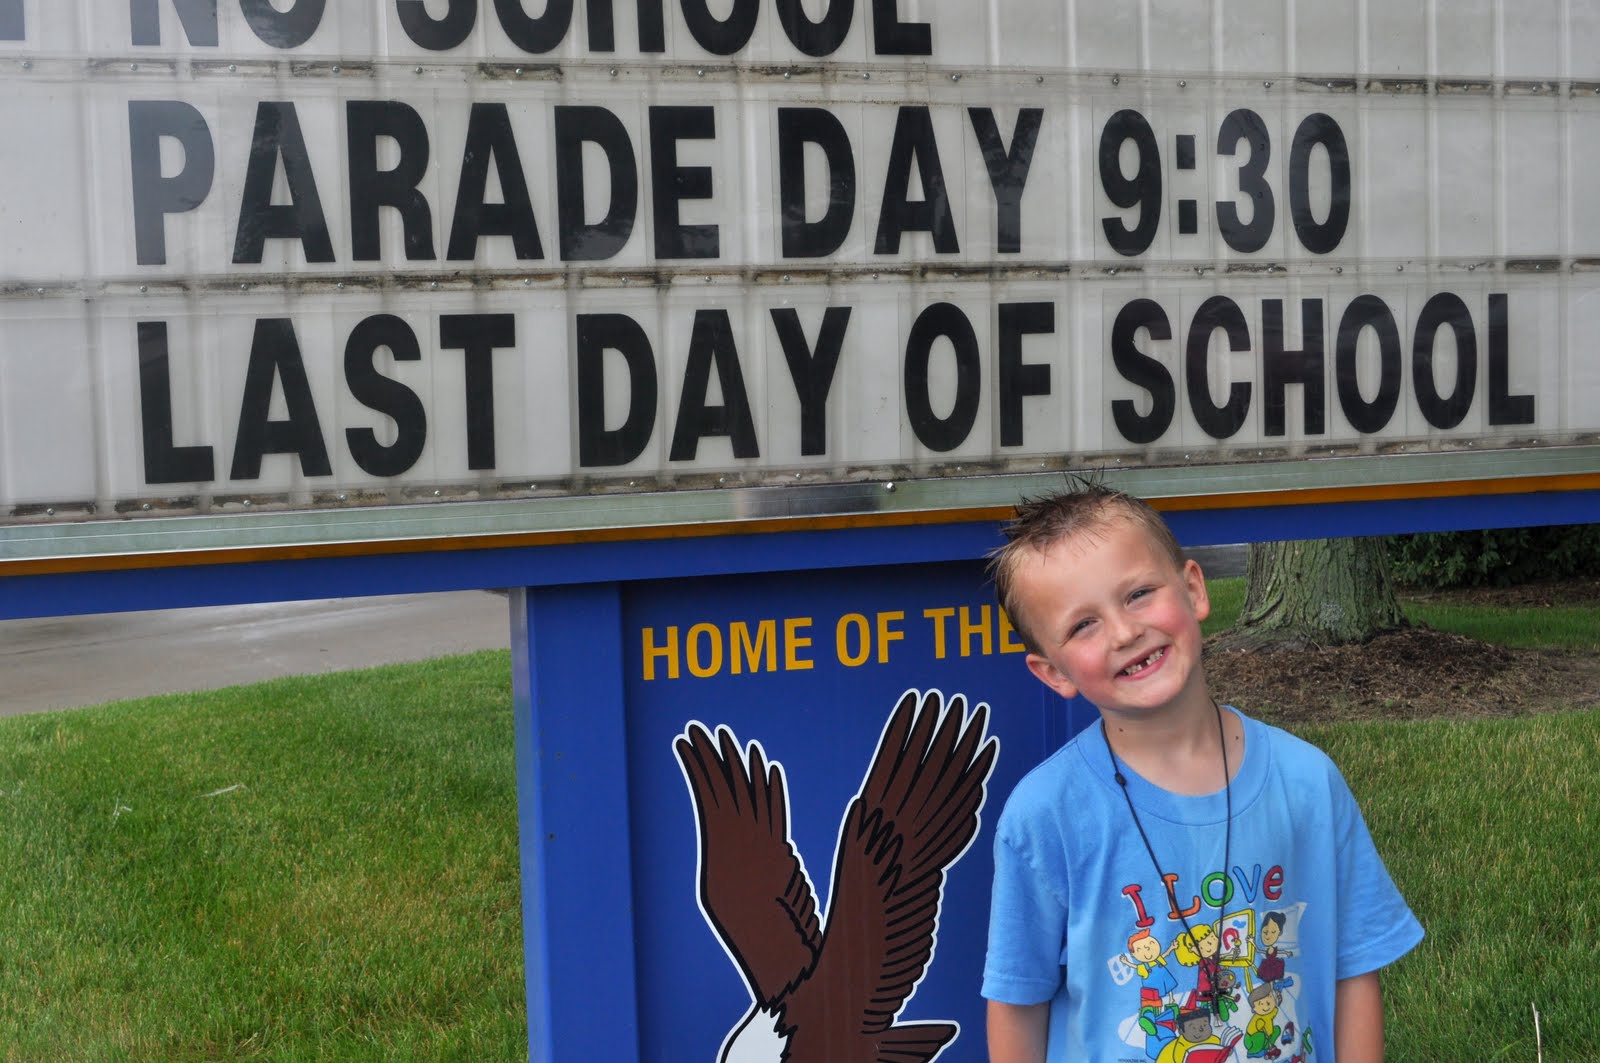 NO SCHOOL
PARADE DAY 9:30
LAST DAY OF SCHOOL
HOME OF THE
I LOVE